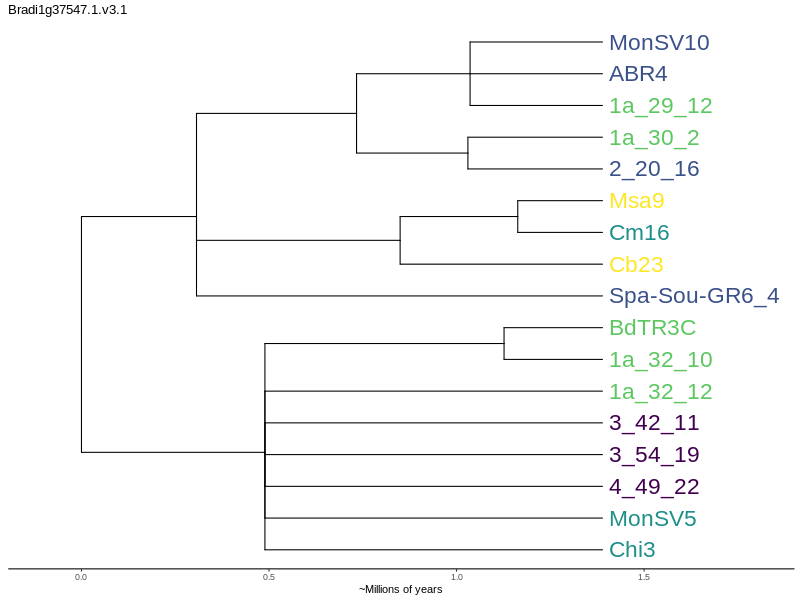 Bradi1g37547.1.v3.1
MonSV10
ABR4
1a_29_12
1a_30_2
2_20_16
Msa9
Cm16
Cb23
Spa-Sou-GR6_4
BdTR3C
1a_32_10
1a_32_12
3_42_11
3_54_19
4_49_22
MonSV5
Chi3
0.0 0.5 1.0 1.5
~Millions of years